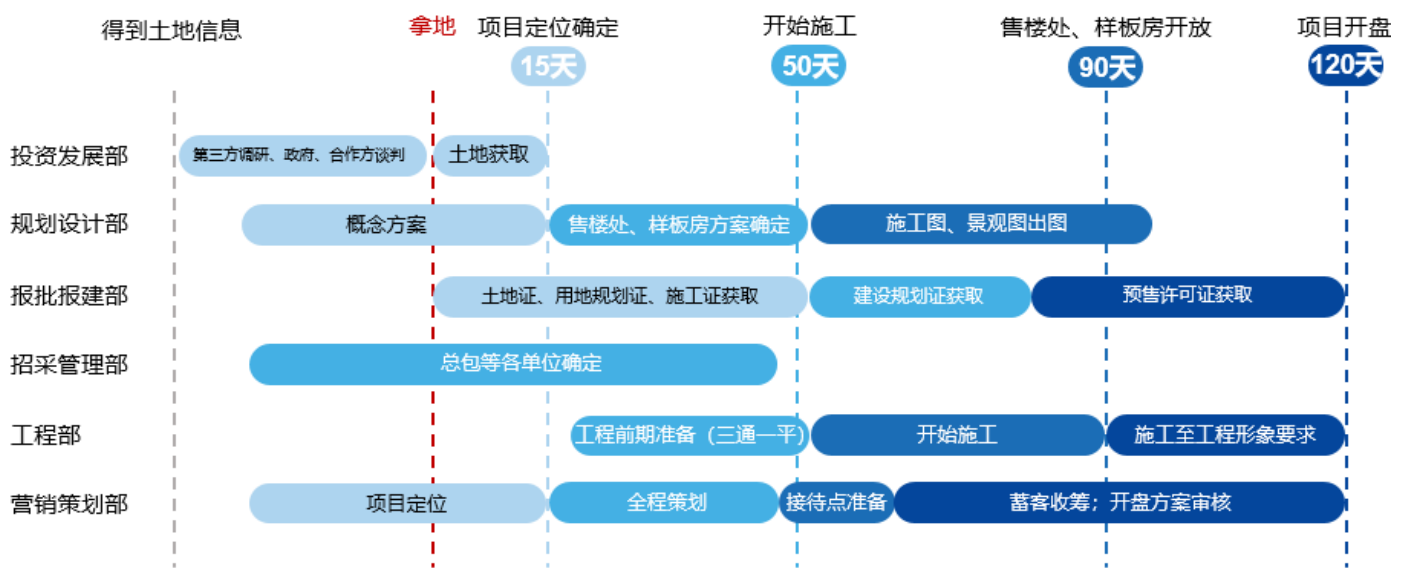 得到土地信息
拿地
项目定位确定
开始施工
售楼处、样板房开放
项目开盘
15天
50天
90天
120天
投资发展部
第三方调研、政府、合作方谈判
土地获取
规划设计部
概念方案
售楼处、样板房方案确定
施工图、景观图出图
报批报建部
土地证、用地规划证、施工证获取
建设规划证获取
预售许可证获取
招采管理部
总包等各单位确定
工程部
工程前期准备（三通一平）
开始施工
施工至工程形象要求
营销策划部
项目定位
全程策划
接待点准备
蓄客收筹；开盘方案审核